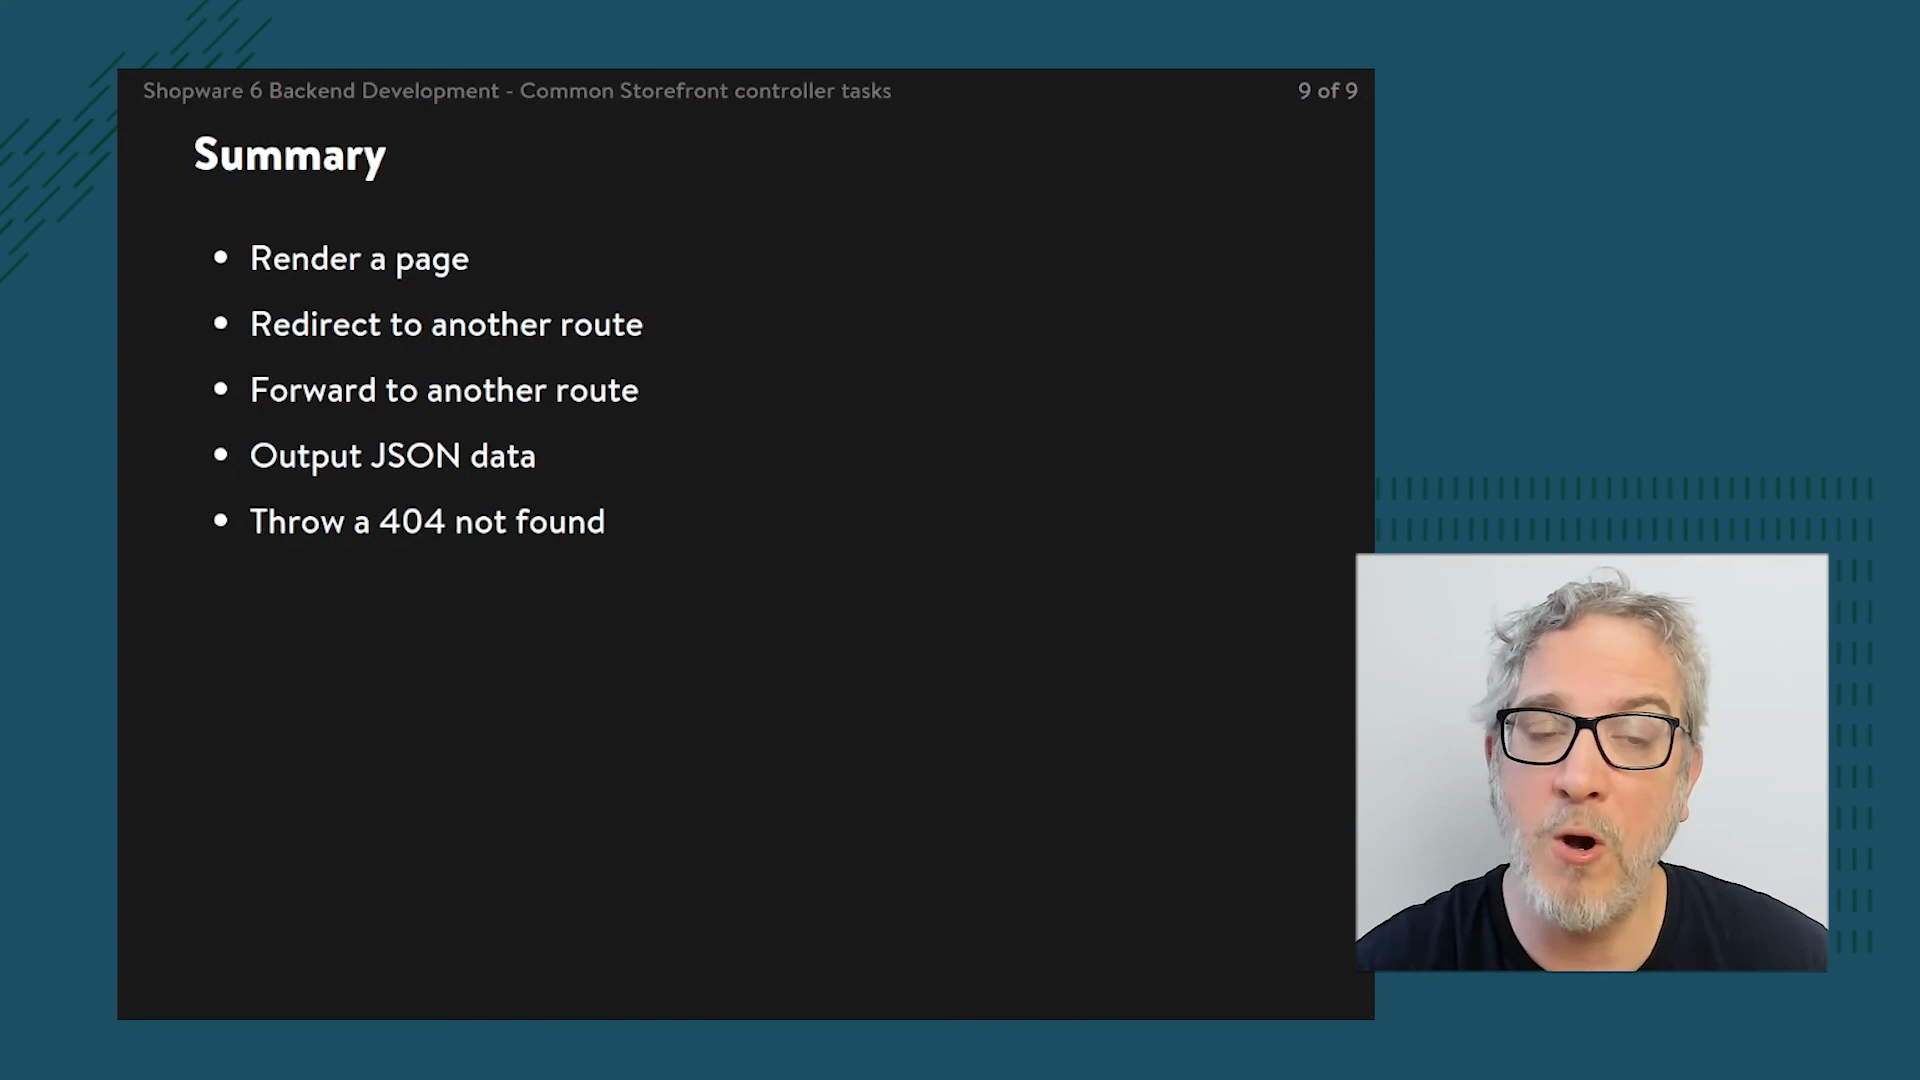 Shopware 6 Backend Development - Common Storefront controller tasks
9 of 9
Summary
• Render a page
• Redirect to another route
• Forward to another route
• Output JSON data
• Throw a 404 not found